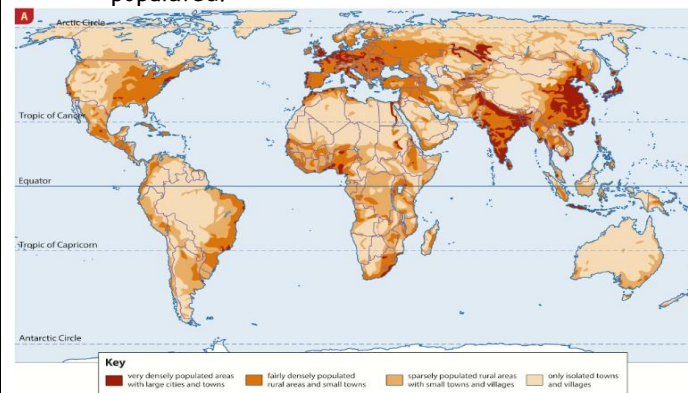 populated.
A
Arctic Circle
Tropic of Cancer
Equator
Tropic of Capricorn
Antarctic Circle
Key
very densely populated areas
with large cities and towns
fairly densely populated
rural areas and small towns
sparsely populated rural areas
with small towns and villages
only isolated towns
and villages